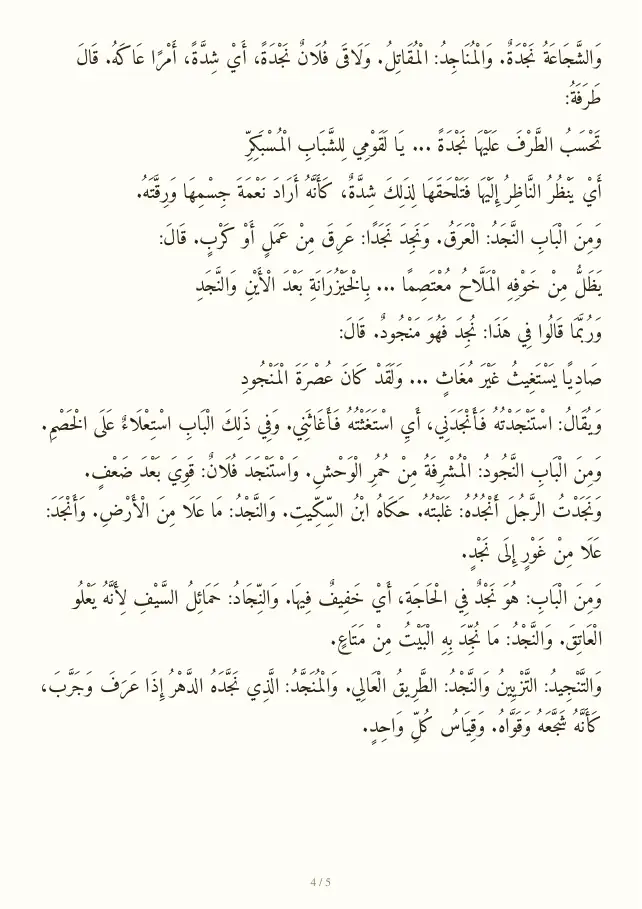 وَالشَّجَاعَةُ نَجْدَةٌ. وَالْمُنَاجِدُ: الْمُقَاتِلُ. وَلَاقَى فُلَانٌ نَجْدَةً، أَيْ شِدَّةً، أَمْرًا عَاكَهُ. قَالَ
طَرَفَةُ:
تَحْسَبُ الطَّرْفَ عَلَيْهَا نَجْدَةً ... يَا لَقَوْمِي لِلشَّبَابِ الْمُسْبَكِرِّ
أَيْ يَنْظُرُ النَّاظِرُ إِلَيْهَا فَتَلْحَقَهَا لِذَلِكَ شِدَّةٌ، كَأَنَّهُ أَرَادَ نَعْمَةَ جِسْمِهَا وَرِقَّتَهُ.
وَمِنَ الْبَابِ النَّجَدُ: الْعَرَقُ. وَنَجِدَ نَجَدًا: عَرِقَ مِنْ عَمَلٍ أَوْ كَرْبٍ. قَالَ:
يَظَلُّ مِنْ خَوْفِهِ الْمَلَّاحُ مُعْتَصِمًا ... بِالْخَيْزُرَانَةِ بَعْدَ الْأَيْنِ وَالنَّجَدِ
وَرُبَّمَا قَالُوا فِي هَذَا: نُجِدَ فَهُوَ مَنْجُودٌ. قَالَ:
صَادِيًا يَسْتَغِيثُ غَيْرَ مُغَاثٍ ... وَلَقَدْ كَانَ عُصْرَةَ الْمَنْجُودِ
وَيُقَالُ: اسْتَنْجَدْتُهُ فَأَنْجَدَنِي، أَيِ اسْتَغَثْتُهُ فَأَغَاثَنِي. وَفِي ذَلِكَ الْبَابِ اسْتِعْلَاءٌ عَلَى الْخَصْمِ.
وَمِنَ الْبَابِ النَّجُودُ: الْمُشْرِفَةُ مِنْ حُمُرِ الْوَحْشِ. وَاسْتَنْجَدَ فُلَانٌ: قَوِيَ بَعْدَ ضَعْفٍ.
وَنَجَدْتُ الرَّجُلَ أَنْجُدُهُ: غَلَبْتُهُ. حَكَاهُ ابْنُ السِّكِّيتِ. وَالنَّجْدُ: مَا عَلَا مِنَ الْأَرْضِ. وَأَنْجَدَ:
عَلَا مِنْ غَوْرٍ إِلَى نَجْدٍ.
وَمِنَ الْبَابِ: هُوَ نَجْدٌ فِي الْحَاجَةِ، أَيْ خَفِيفٌ فِيهَا. وَالنِّجَادُ: حَمَائِلُ السَّيْفِ لِأَنَّهُ يَعْلُو
الْعَاتِقَ. وَالنَّجْدُ: مَا نُجِّدَ بِهِ الْبَيْتُ مِنْ مَتَاعٍ.
وَالتَّنْجِيدُ: التَّزْيِينُ وَالنَّجْدُ: الطَّرِيقُ الْعَالِي. وَالْمُنَجَّدُ: الَّذِي نَجَّدَهُ الدَّهْرُ إِذَا عَرَفَ وَجَرَّبَ،
كَأَنَّهُ شَجَّعَهُ وَقَوَّاهُ. وَقِيَاسُ كُلِّ وَاحِدٍ.
4 / 5